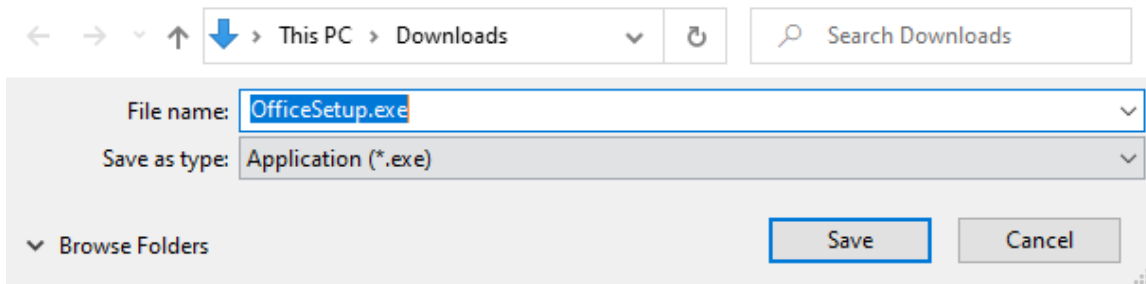 This PC > Downloads Search Downloads
File name: OfficeSetup.exe
Save as type: Application (*.exe)
Browse Folders Save Cancel